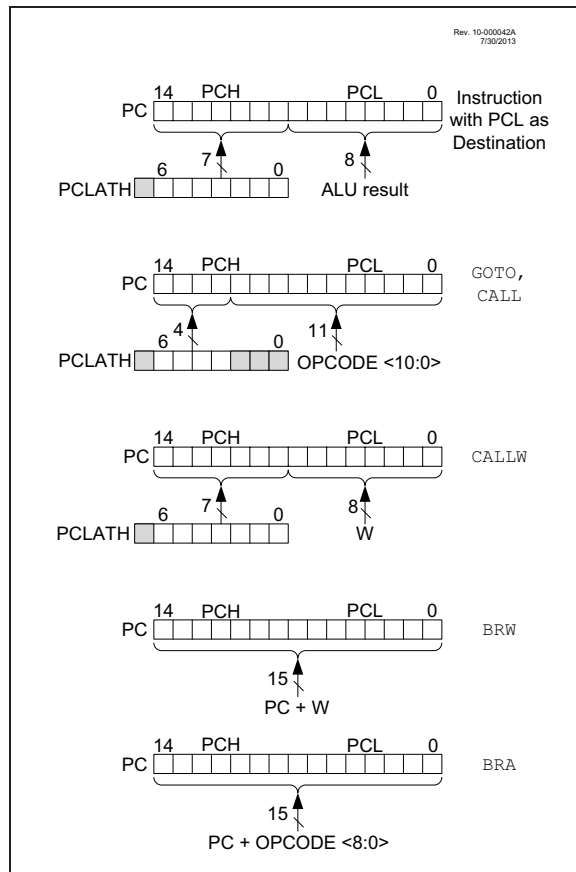 Rev. 10-000042A
7/30/2013
14 PCH PCL 0
PC
Instruction
with PCL as
Destination
7 8
6 0
PCLATH
ALU result
14 PCH PCL 0
PC
GOTO,
CALL
4 11
6 0
PCLATH
OPCODE <10:0>
14 PCH PCL 0
PC
CALLW
7 8
6 0
PCLATH
W
14 PCH PCL 0
PC
BRW
15
PC + W
14 PCH PCL 0
PC
BRA
15
PC + OPCODE <8:0>